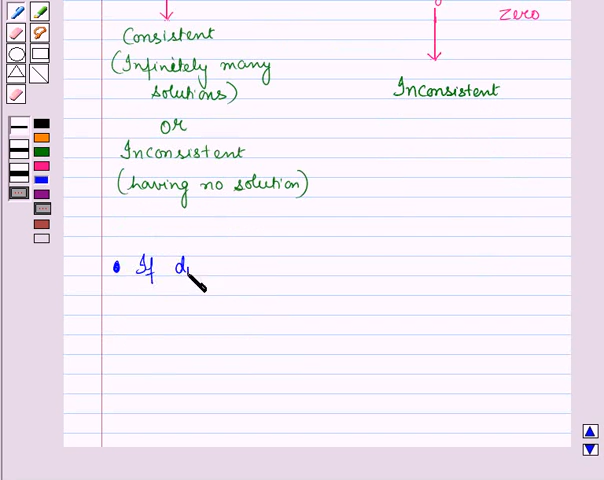 zero
Consistent
(Infinitely many
solutions)
Inconsistent
or
Inconsistent
(having no solution)
• If d